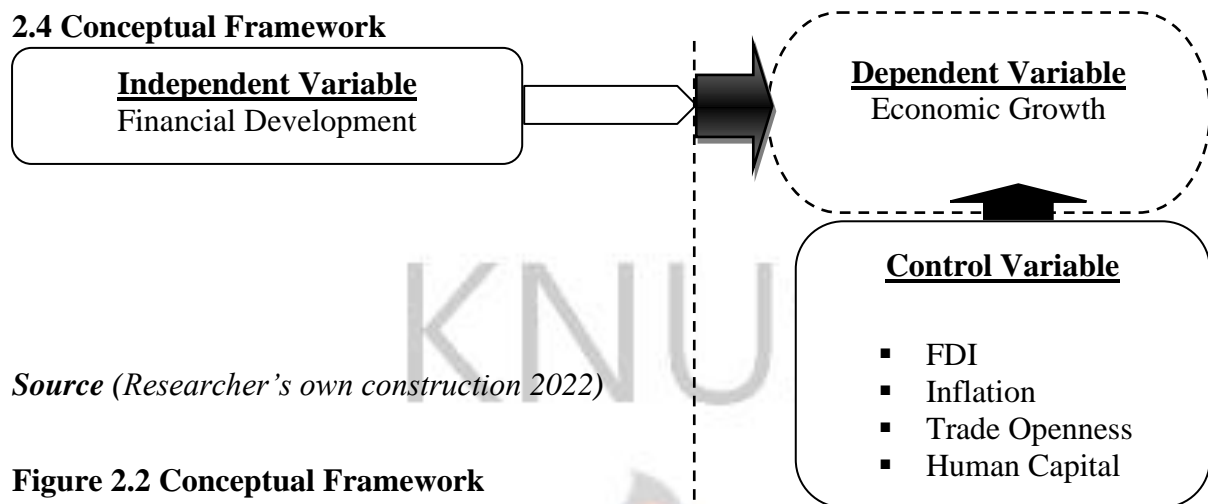 2.4 Conceptual Framework
Independent Variable
Financial Development
Dependent Variable
Economic Growth
Control Variable
▪ FDI
▪ Inflation
▪ Trade Openness
▪ Human Capital
KNU
Source (Researcher’s own construction 2022)
Figure 2.2 Conceptual Framework